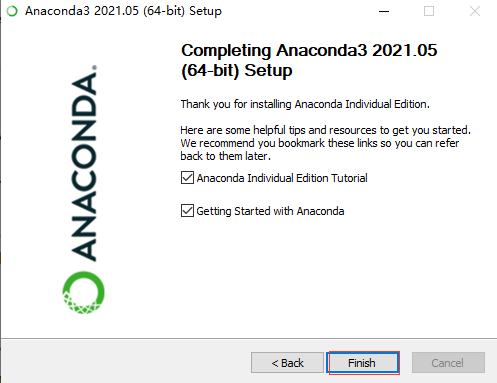 Anaconda3 2021.05 (64-bit) Setup
ANACONDA.
Completing Anaconda3 2021.05
(64-bit) Setup
Thank you for installing Anaconda Individual Edition.
Here are some helpful tips and resources to get you started.
We recommend you bookmark these links so you can refer
back to them later.
Anaconda Individual Edition Tutorial
Getting Started with Anaconda
< Back
Finish
Cancel